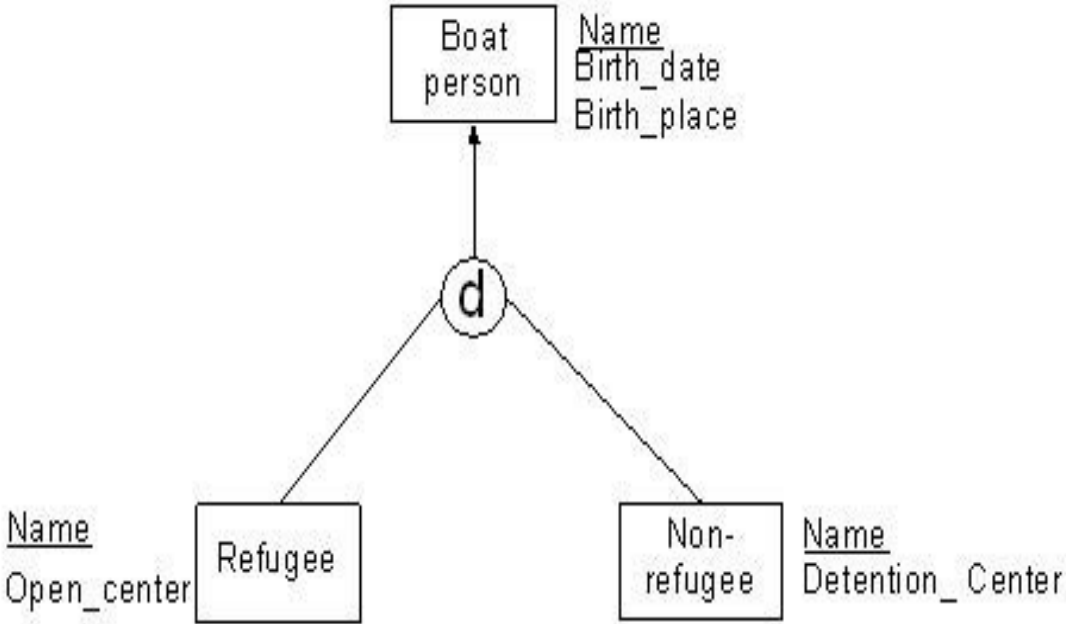 Boat
person
Name
Birth_date
Birth_place
d
Name
Open_center
Refugee
Non-
refugee
Name
Detention_ Center